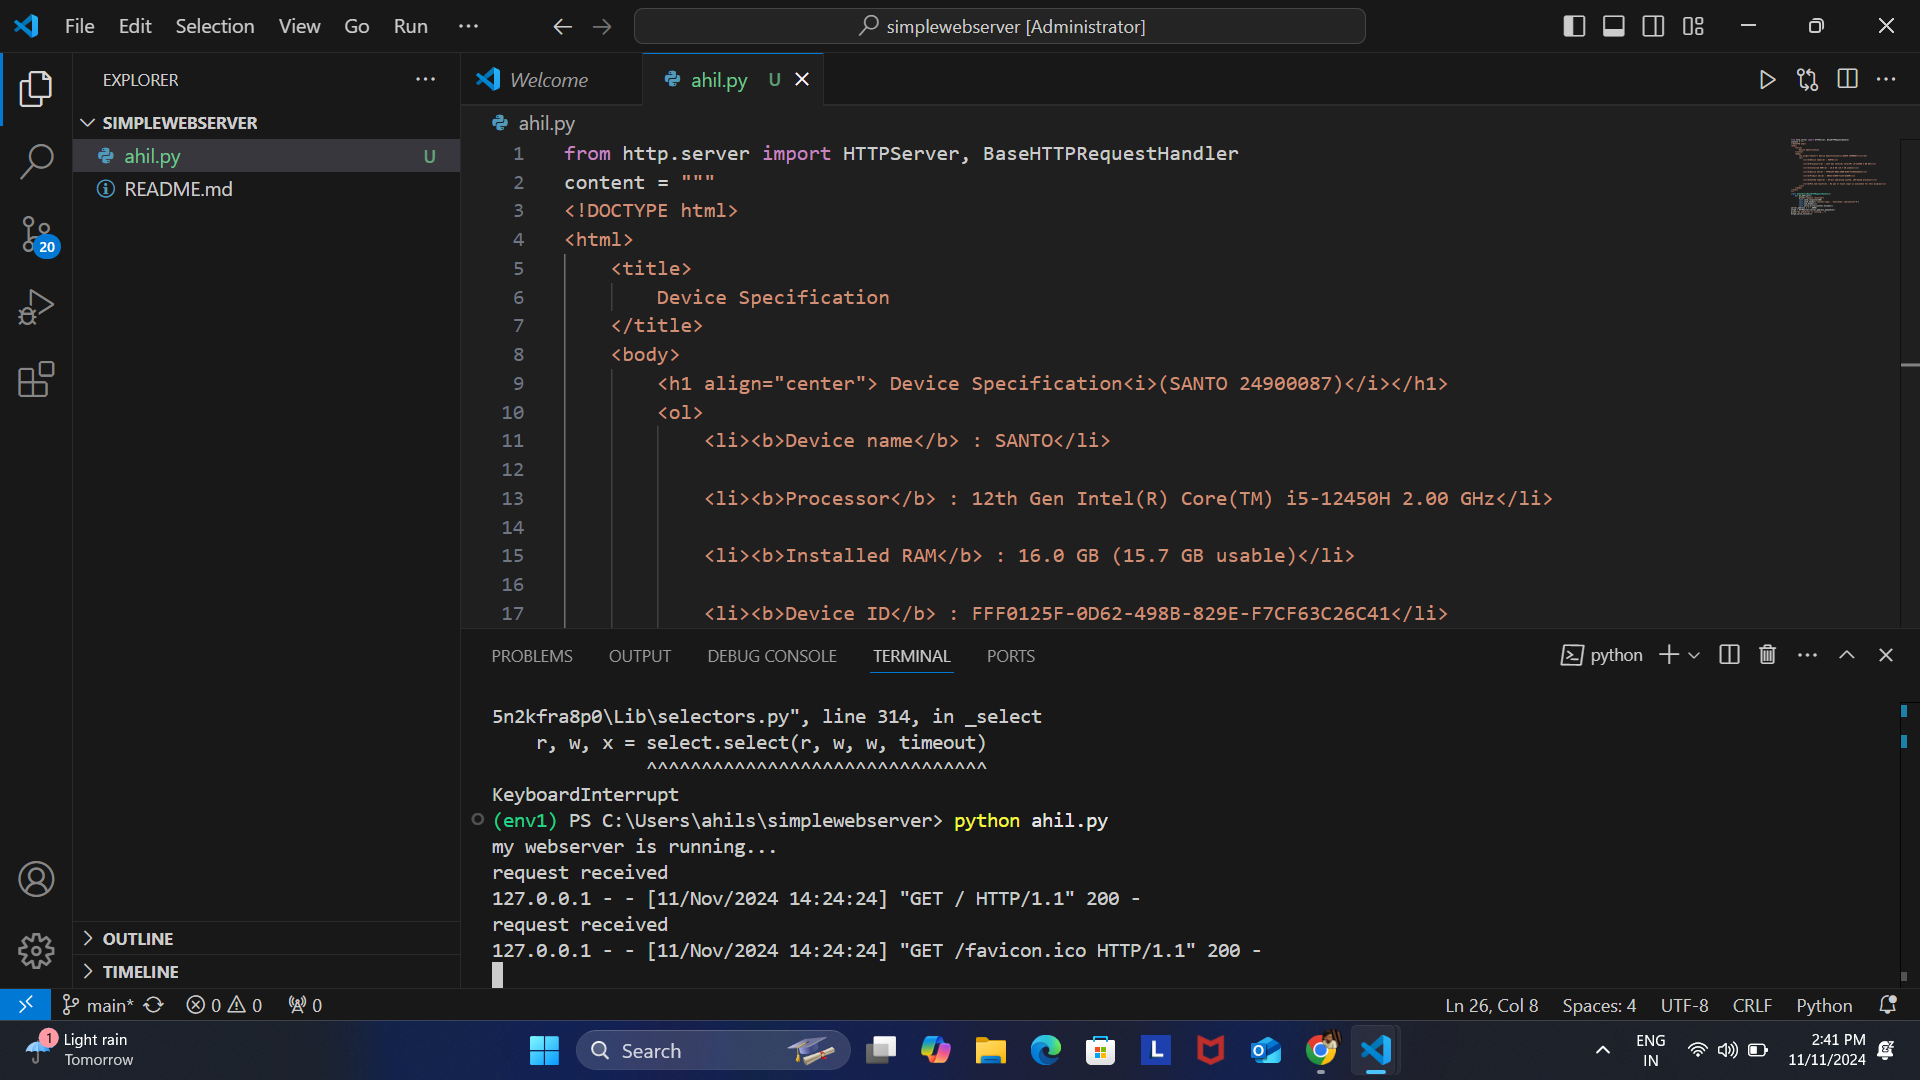 File Edit Selection View Go Run ···
simplewebserver [Administrator]
EXPLORER
SIMPLEWEBSERVER
ahil.py U
README.md
20
OUTLINE
TIMELINE
Welcome
ahil.py U
ahil.py
1 from http.server import HTTPServer, BaseHTTPRequestHandler
2 content = """
3 <!DOCTYPE html>
4 <html>
5 <title>
6 Device Specification
7 </title>
8 <body>
9 <h1 align="center"> Device Specification<i>(SANTO 24900087)</i></h1>
10 <ol>
11 <li><b>Device name</b> : SANTO</li>
12
13 <li><b>Processor</b> : 12th Gen Intel(R) Core(TM) i5-12450H 2.00 GHz</li>
14
15 <li><b>Installed RAM</b> : 16.0 GB (15.7 GB usable)</li>
16
17 <li><b>Device ID</b> : FFF0125F-0D62-498B-829E-F7CF63C26C41</li>
PROBLEMS OUTPUT DEBUG CONSOLE TERMINAL PORTS
python
5n2kfra8p0\Lib\selectors.py", line 314, in _select
r, w, x = select.select(r, w, w, timeout)
^^^^^^^^^^^^^^^^^^^^^^^^^^^^^^^
KeyboardInterrupt
(env1) PS C:\Users\ahils\simplewebserver> python ahil.py
my webserver is running...
request received
127.0.0.1 - - [11/Nov/2024 14:24:24] "GET / HTTP/1.1" 200 -
request received
127.0.0.1 - - [11/Nov/2024 14:24:24] "GET /favicon.ico HTTP/1.1" 200 -
main* 0 0 0
Ln 26, Col 8 Spaces: 4 UTF-8 CRLF Python
1
Light rain
Tomorrow
Search
L
ENG
IN
2:41 PM
11/11/2024